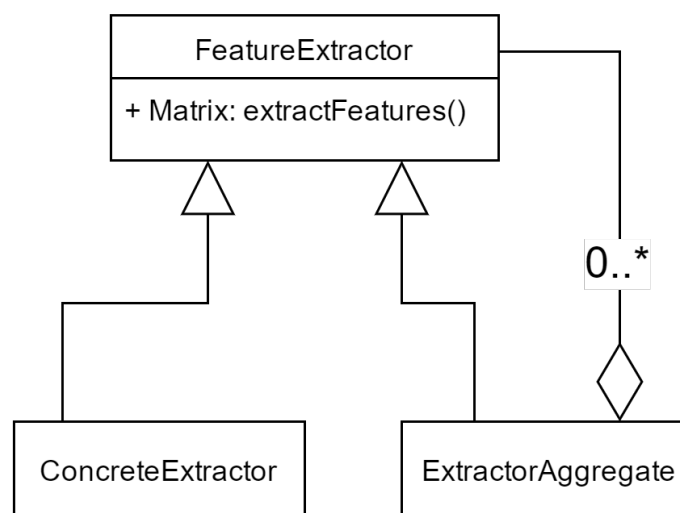 FeatureExtractor
+ Matrix: extractFeatures()
0..*
ConcreteExtractor
ExtractorAggregate